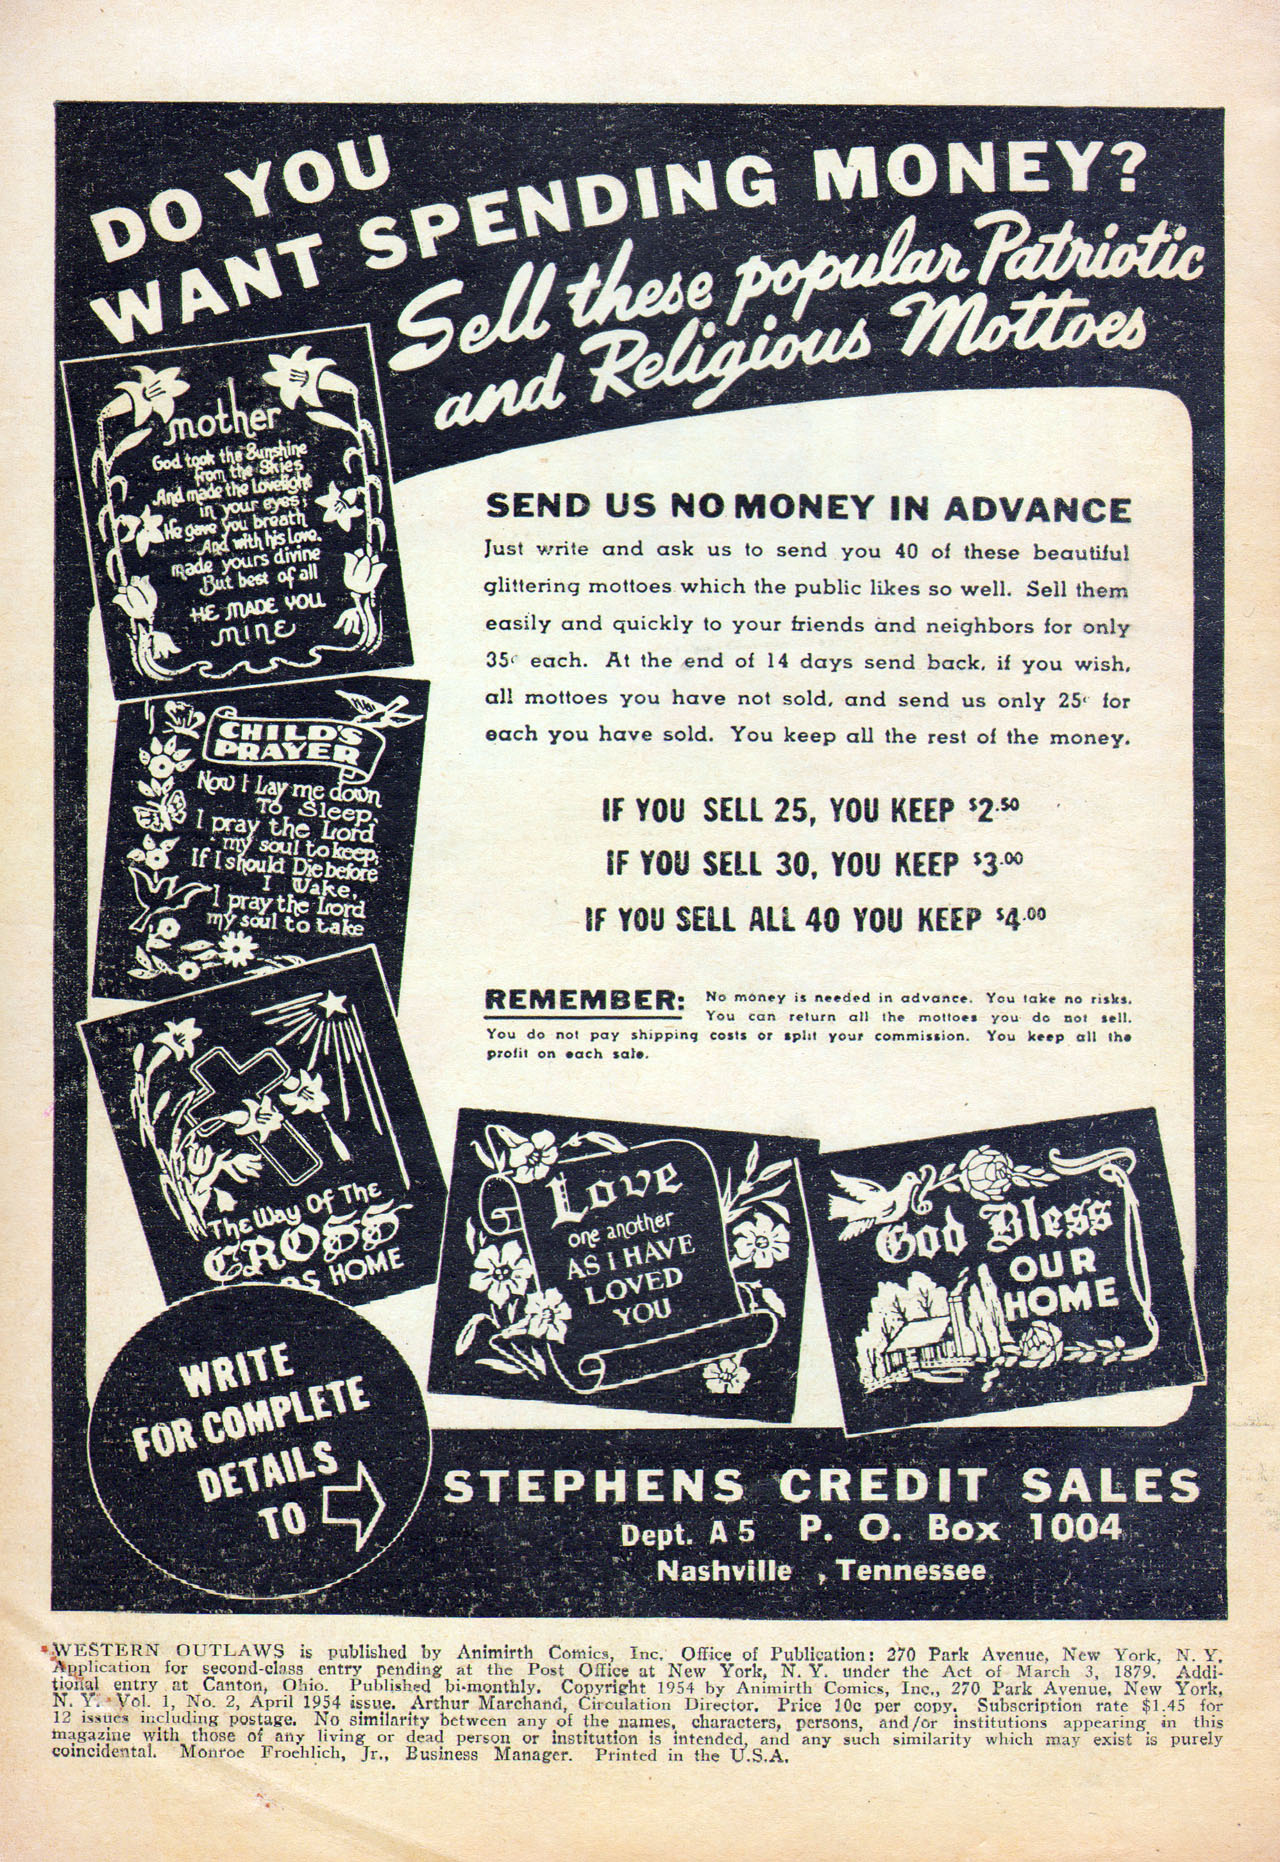 DO YOU
WANT SPENDING MONEY?
Sell these popular Patriotic
and Religious Mottoes
mother
God took the Sunshine
from the Skies
And made the Lovelight
in your eyes;
He gave you breath
And with his Love,
made yours divine
But best of all
HE MADE YOU
MINE
CHILD'S
PRAYER
Now I Lay me down
To Sleep,
I pray the Lord
my soul to keep,
If I should Die before
I Wake,
I pray the Lord
my soul to take
The Way Of The
CROSS
HOME
SEND US NO MONEY IN ADVANCE
Just write and ask us to send you 40 of these beautiful
glittering mottoes which the public likes so well. Sell them
easily and quickly to your friends and neighbors for only
35c each. At the end of 14 days send back, if you wish,
all mottoes you have not sold, and send us only 25c for
each you have sold. You keep all the rest of the money.
IF YOU SELL 25, YOU KEEP $2.50
IF YOU SELL 30, YOU KEEP $3.00
IF YOU SELL ALL 40 YOU KEEP $4.00
REMEMBER: No money is needed in advance. You take no risks.
You can return all the mottoes you do not sell.
You do not pay shipping costs or split your commission. You keep all the
profit on each sale.
Love
one another
AS I HAVE
LOVED
YOU
God Bless
OUR
HOME
WRITE
FOR COMPLETE
DETAILS
TO
STEPHENS CREDIT SALES
Dept. A 5 P. O. Box 1004
Nashville , Tennessee
WESTERN OUTLAWS is published by Animirth Comics, Inc. Office of Publication: 270 Park Avenue, New York, N. Y.
Application for second-class entry pending at the Post Office at New York, N. Y. under the Act of March 3, 1879. Addi-
tional entry at Canton, Ohio. Published bi-monthly. Copyright 1954 by Animirth Comics, Inc., 270 Park Avenue, New York,
N. Y. Vol. 1, No. 2, April 1954 issue. Arthur Marchand, Circulation Director. Price 10c per copy. Subscription rate $1.45 for
12 issues including postage. No similarity between any of the names, characters, persons, and/or institutions appearing in this
magazine with those of any living or dead person or institution is intended, and any such similarity which may exist is purely
coincidental. Monroe Froehlich, Jr., Business Manager. Printed in the U.S.A.